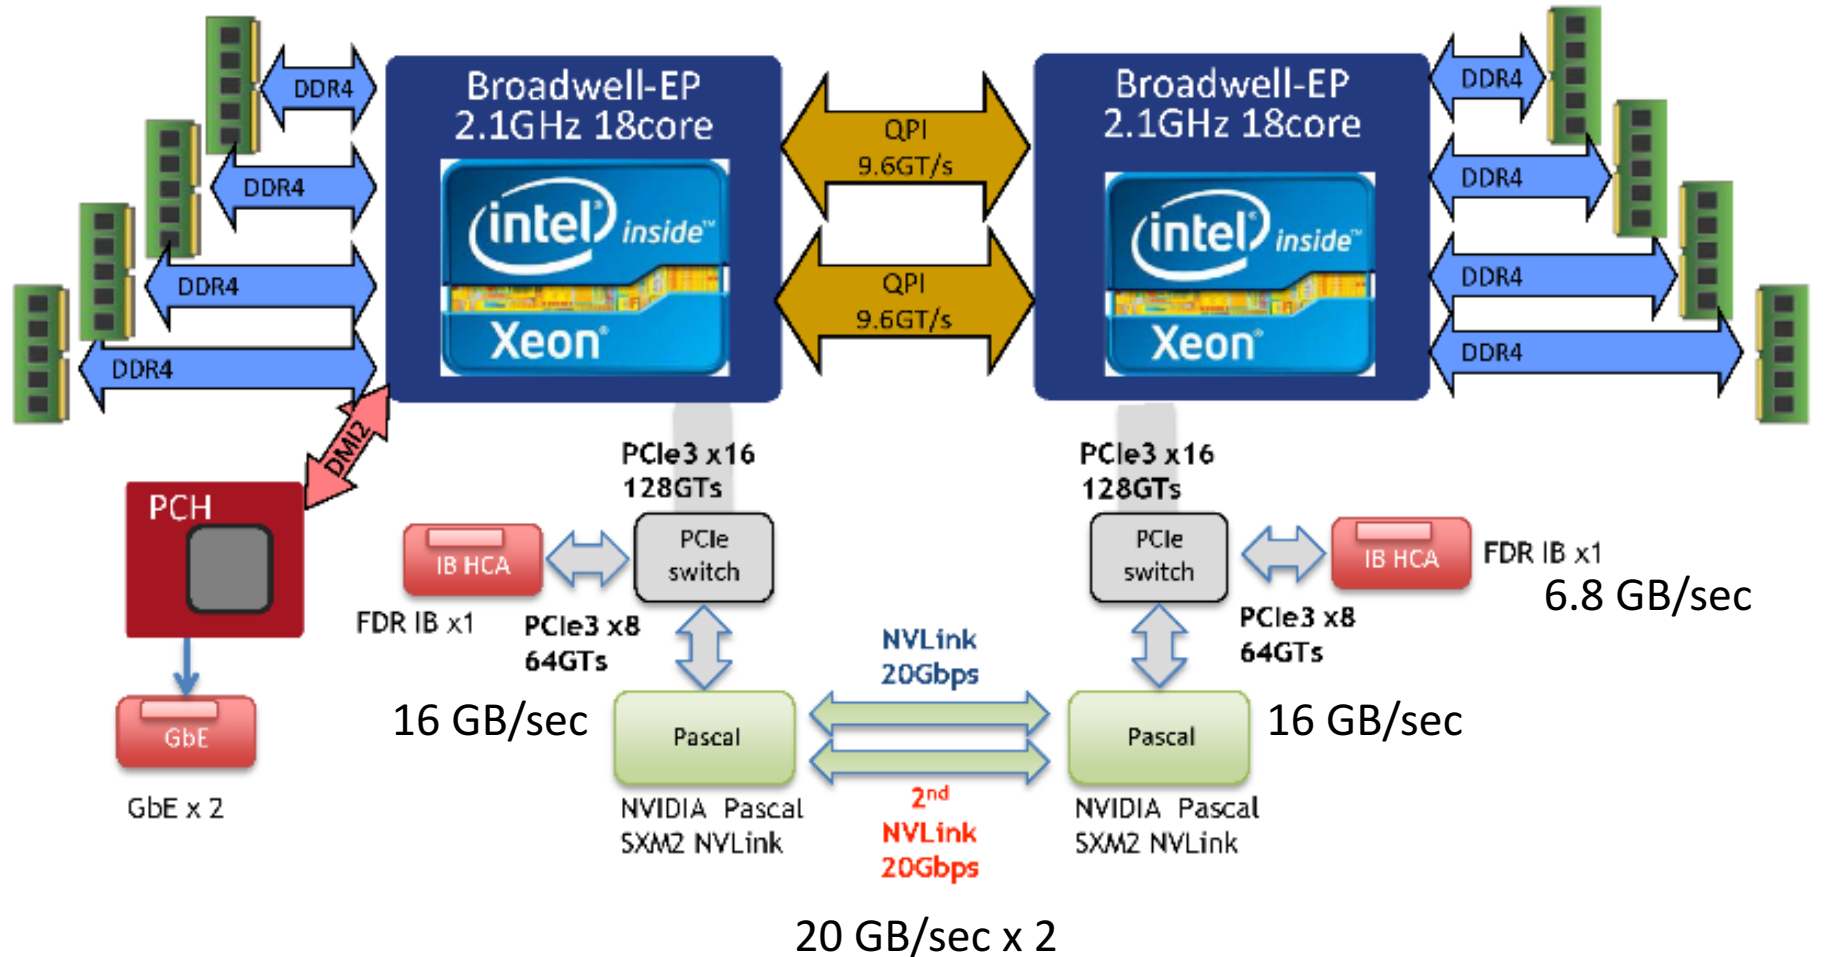 DDR4
Broadwell-EP
2.1GHz 18core
intel® inside™
Xeon®
QPI
9.6GT/s
Broadwell-EP
2.1GHz 18core
intel® inside™
Xeon®
DDR4
DDR4
DDR4
DDR4
QPI
9.6GT/s
DDR4
DDR4
DDR4
DDR4
DMI2
PCH
PCIe3 x16
128GTs
PCIe3 x16
128GTs
IB HCA
PCIe
switch
PCIe
switch
IB HCA
FDR IB x1
6.8 GB/sec
FDR IB x1
PCIe3 x8
64GTs
PCIe3 x8
64GTs
NVLink
20Gbps
GbE
GbE x 2
16 GB/sec
Pascal
Pascal
16 GB/sec
NVIDIA Pascal
SXM2 NVLink
2nd
NVLink
20Gbps
NVIDIA Pascal
SXM2 NVLink
20 GB/sec x 2